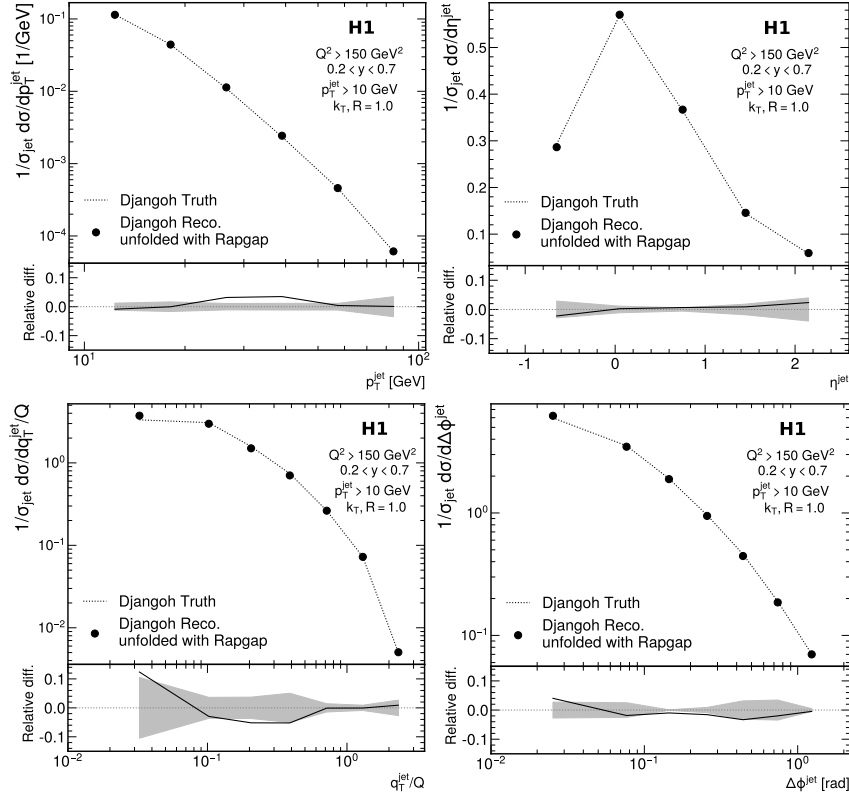 1/σ_jet dσ/dp_T^jet [1/GeV]
10⁻¹
10⁻²
10⁻³
10⁻⁴
H1
Q² > 150 GeV²
0.2 < y < 0.7
p_T^jet > 10 GeV
k_T, R = 1.0
Djangoh Truth
Djangoh Reco.
unfolded with Rapgap
Relative diff.
0.1
0.0
-0.1
10¹
10²
p_T^jet [GeV]
1/σ_jet dσ/dη^jet
0.5
0.4
0.3
0.2
0.1
H1
Q² > 150 GeV²
0.2 < y < 0.7
p_T^jet > 10 GeV
k_T, R = 1.0
Djangoh Truth
Djangoh Reco.
unfolded with Rapgap
Relative diff.
0.1
0.0
-0.1
-1
0
1
2
η^jet
1/σ_jet dσ/dq_T^jet/Q
10⁰
10⁻¹
10⁻²
H1
Q² > 150 GeV²
0.2 < y < 0.7
p_T^jet > 10 GeV
k_T, R = 1.0
Djangoh Truth
Djangoh Reco.
unfolded with Rapgap
Relative diff.
0.1
0.0
-0.1
10⁻²
10⁻¹
10⁰
q_T^jet/Q
1/σ_jet dσ/dΔϕ^jet
10⁰
10⁻¹
H1
Q² > 150 GeV²
0.2 < y < 0.7
p_T^jet > 10 GeV
k_T, R = 1.0
Djangoh Truth
Djangoh Reco.
unfolded with Rapgap
Relative diff.
0.1
0.0
-0.1
10⁻²
10⁻¹
10⁰
Δϕ^jet [rad]